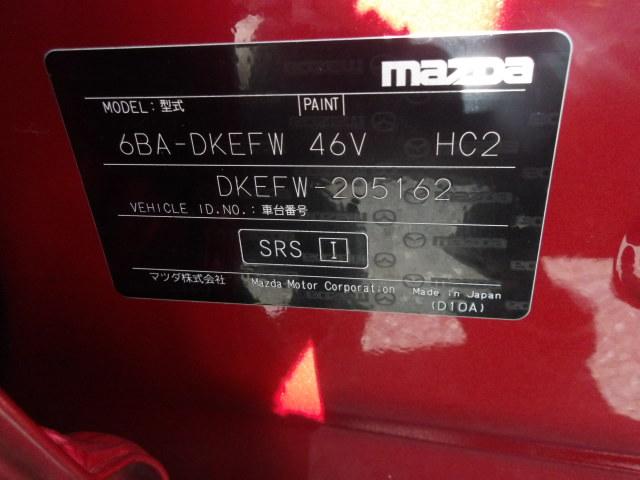 mazda
MODEL:型式 PAINT
6BA-DKEFW 46V HC2
DKEFW-205162
VEHICLE ID.NO.:車台番号
SRS I
マツダ株式会社 Mazda Motor Corporation Made in Japan
(D10A)